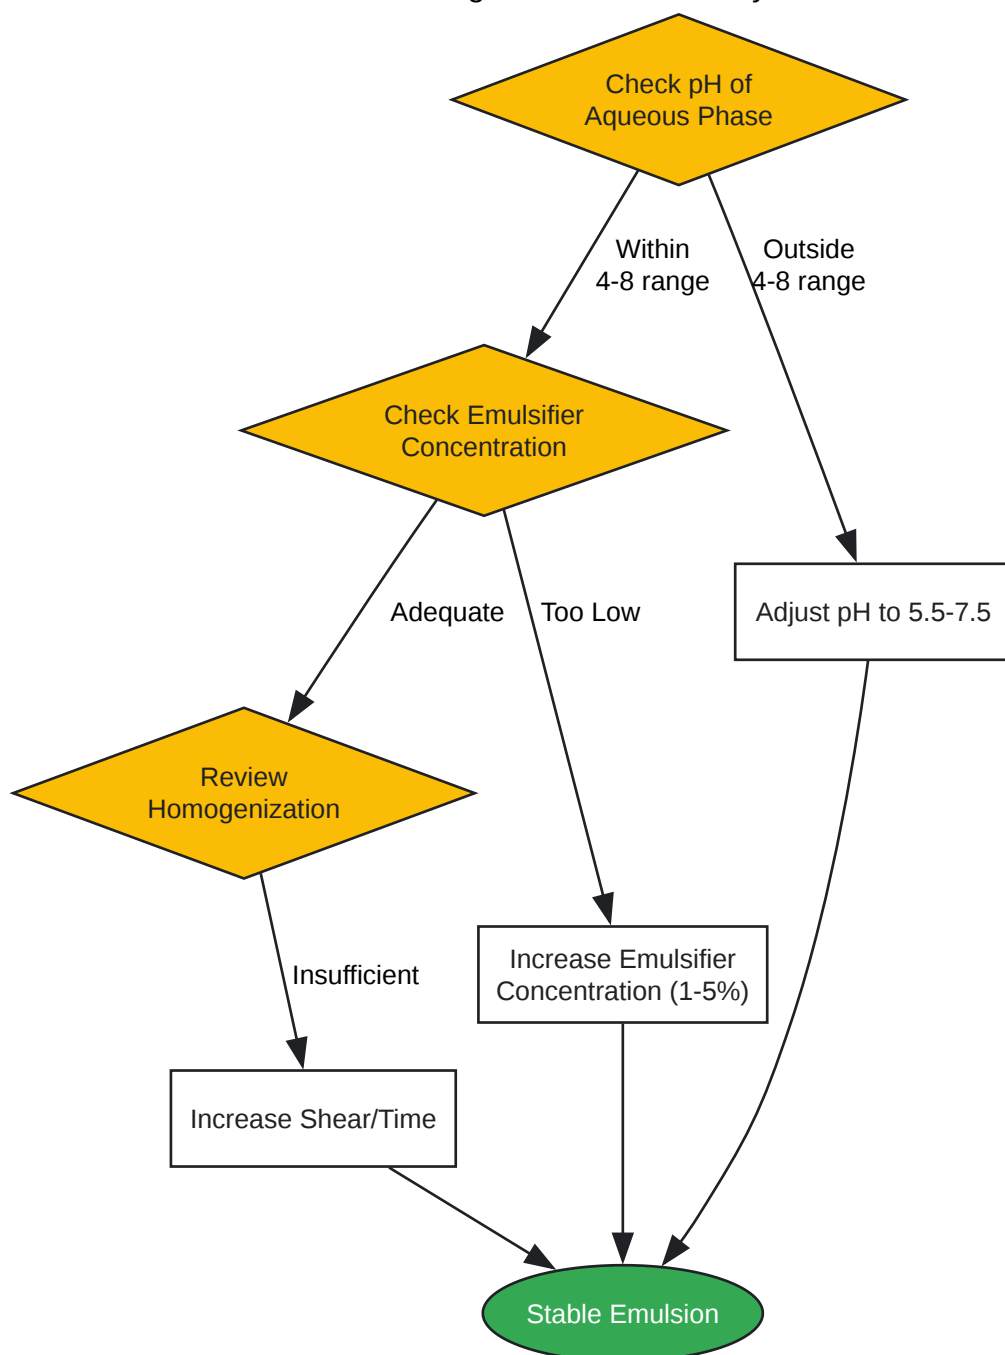 Check pH of
Aqueous Phase
Within
4-8 range
Outside
4-8 range
Check Emulsifier
Concentration
Adequate
Too Low
Adjust pH to 5.5-7.5
Review
Homogenization
Insufficient
Increase Emulsifier
Concentration (1-5%)
Increase Shear/Time
Stable Emulsion